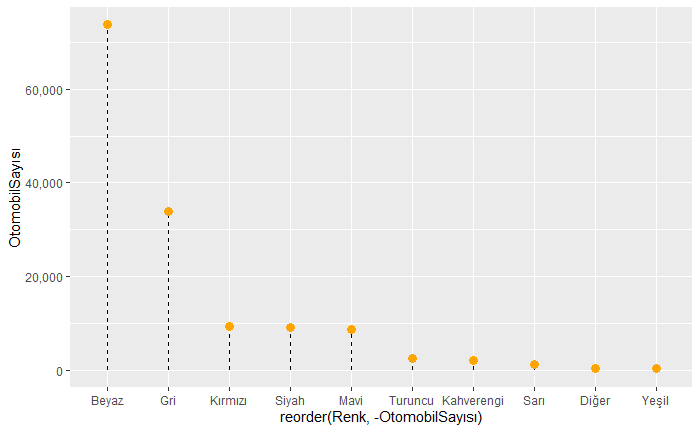 OtomobilSayısı
60,000
40,000
20,000
0
Beyaz Gri Kırmızı Siyah Mavi Turuncu Kahverengi Sarı Diğer Yeşil
reorder(Renk, -OtomobilSayısı)